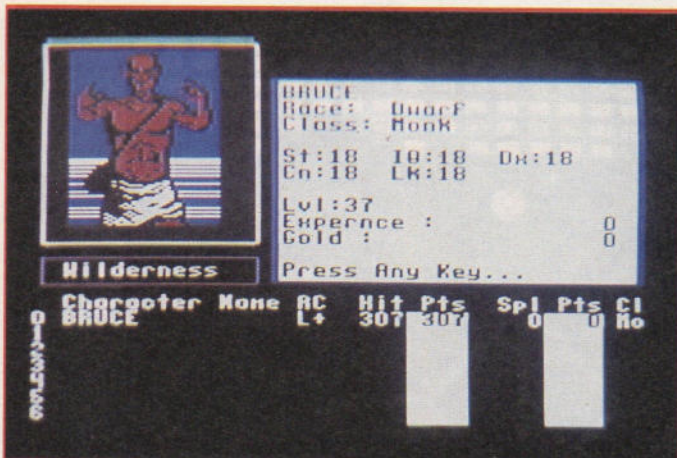 BRUCE
Race: Dwarf
Class: Monk
St:18 IQ:18 Dx:18
Cn:18 LK:18
Lvl:37
Expernce : 0
Gold : 0
Press Any Key...
Wilderness
Character Name AC Hit Pts Spl Pts Cl
BRUCE L+ 307 307 0 0 Mo